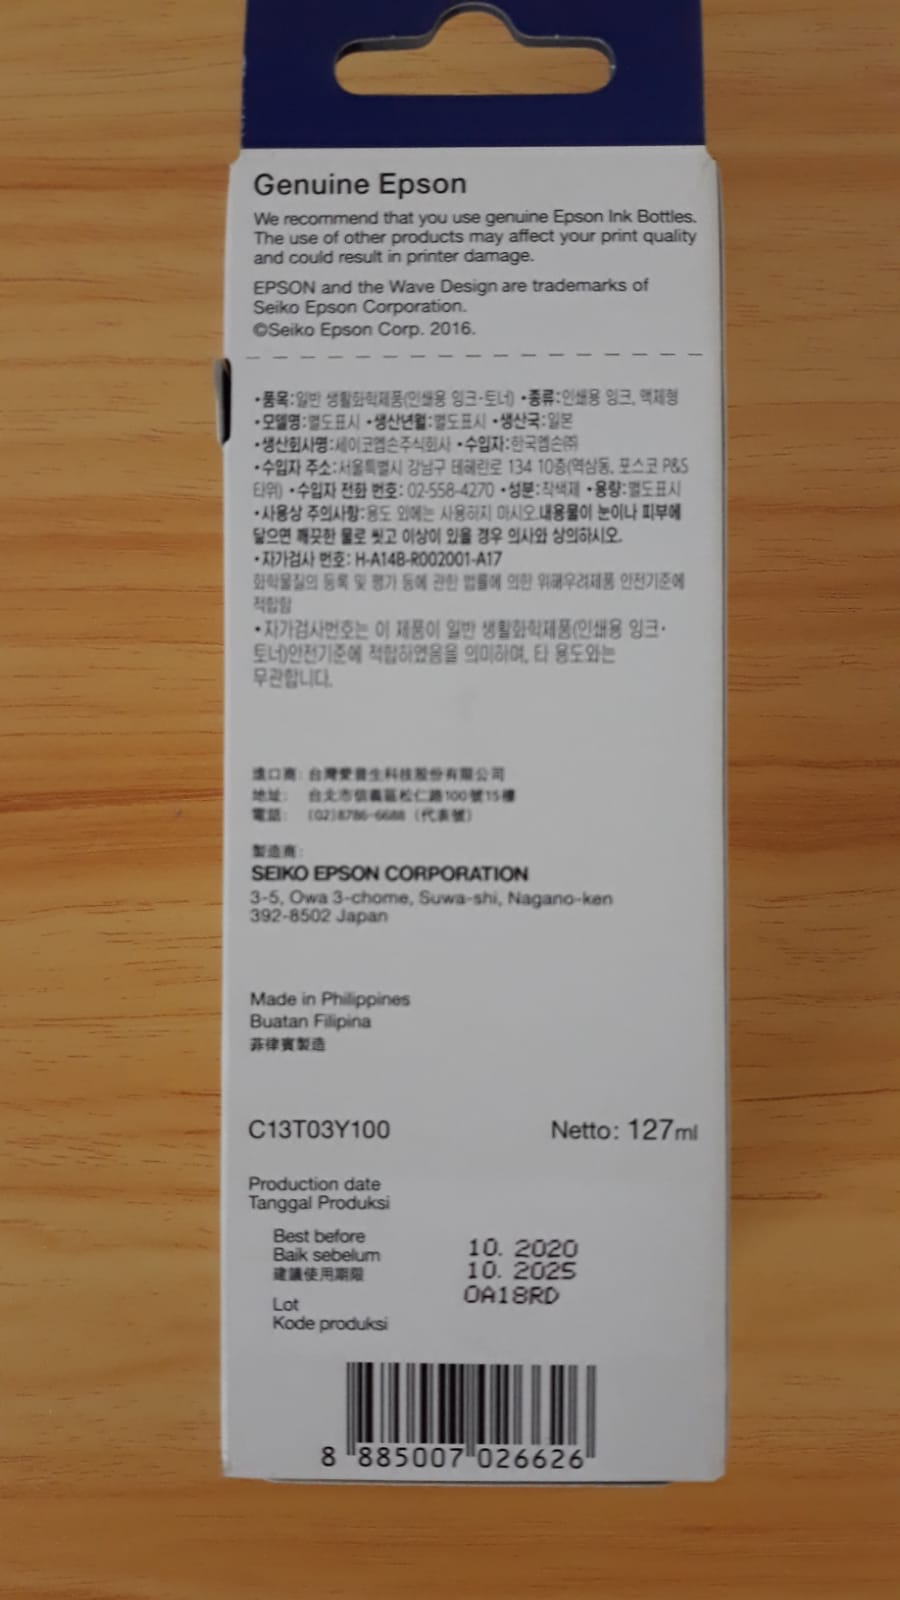 Genuine Epson
We recommend that you use genuine Epson Ink Bottles.
The use of other products may affect your print quality
and could result in printer damage.
EPSON and the Wave Design are trademarks of
Seiko Epson Corporation.
©Seiko Epson Corp. 2016.
•품목:일반 생활화학제품(인쇄용 잉크·토너) •종류:인쇄용 잉크, 액체형
•모델명:별도표시 •생산년월:별도표시 •생산국:일본
•생산회사명:세이코엡손주식회사 •수입자:한국엡손㈜
•수입자 주소:서울특별시 강남구 테헤란로 134 10층(역삼동, 포스코 P&S
타워) •수입자 전화 번호: 02-558-4270 •성분:착색제 •용량:별도표시
•사용상 주의사항:용도 외에는 사용하지 마시오.내용물이 눈이나 피부에
닿으면 깨끗한 물로 씻고 이상이 있을 경우 의사와 상의하시오.
•자가검사 번호: H-A14B-R002001-A17
화학물질의 등록 및 평가 등에 관한 법률에 의한 위해우려제품 안전기준에
적합함
•자가검사번호는 이 제품이 일반 생활화학제품(인쇄용 잉크·
토너)안전기준에 적합하였음을 의미하며, 타 용도와는
무관합니다.
進口商: 台灣愛普生科技股份有限公司
地址: 台北市信義區松仁路100號15樓
電話: (02)8786-6688 (代表號)
製造商:
SEIKO EPSON CORPORATION
3-5, Owa 3-chome, Suwa-shi, Nagano-ken
392-8502 Japan
Made in Philippines
Buatan Filipina
菲律賓製造
C13T03Y100 Netto: 127ml
Production date
Tanggal Produksi
Best before
Baik sebelum 10. 2020
建議使用期限 10. 2025
Lot 0A18RD
Kode produksi
8 885007 026626